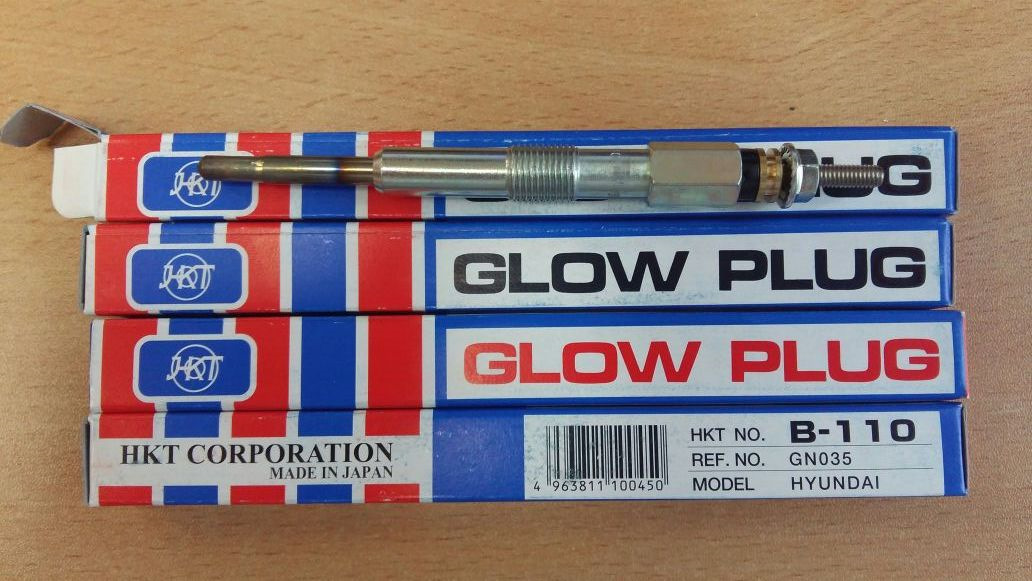 HKT
UG
HKT
GLOW PLUG
HKT
GLOW PLUG
HKT CORPORATION
MADE IN JAPAN
4 963811 100450
HKT NO. B-110
REF. NO. GN035
MODEL HYUNDAI